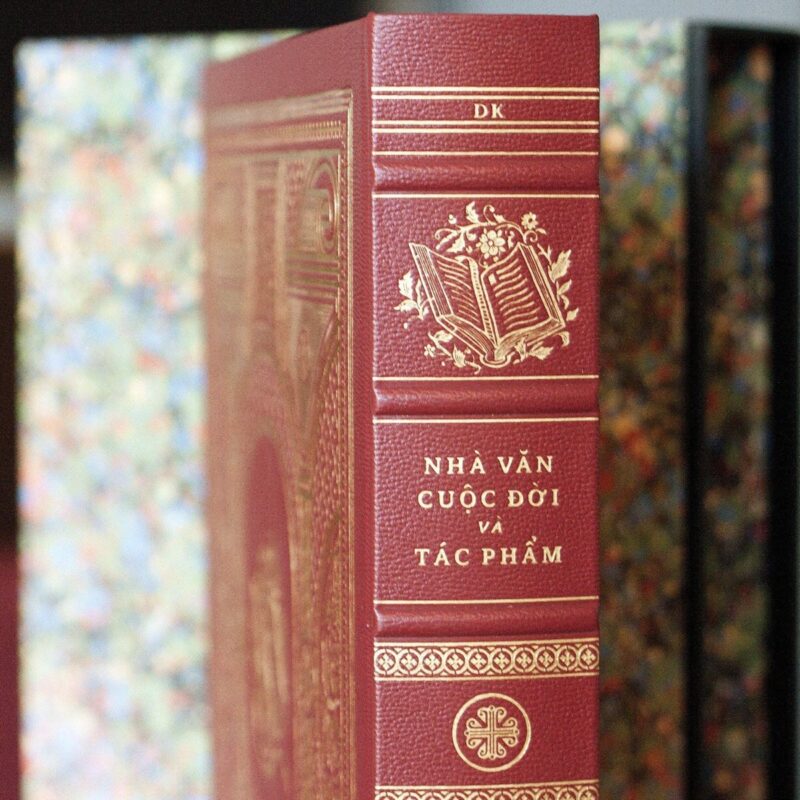 DK
NHÀ VĂN
CUỘC ĐỜI
VÀ
TÁC PHẨM